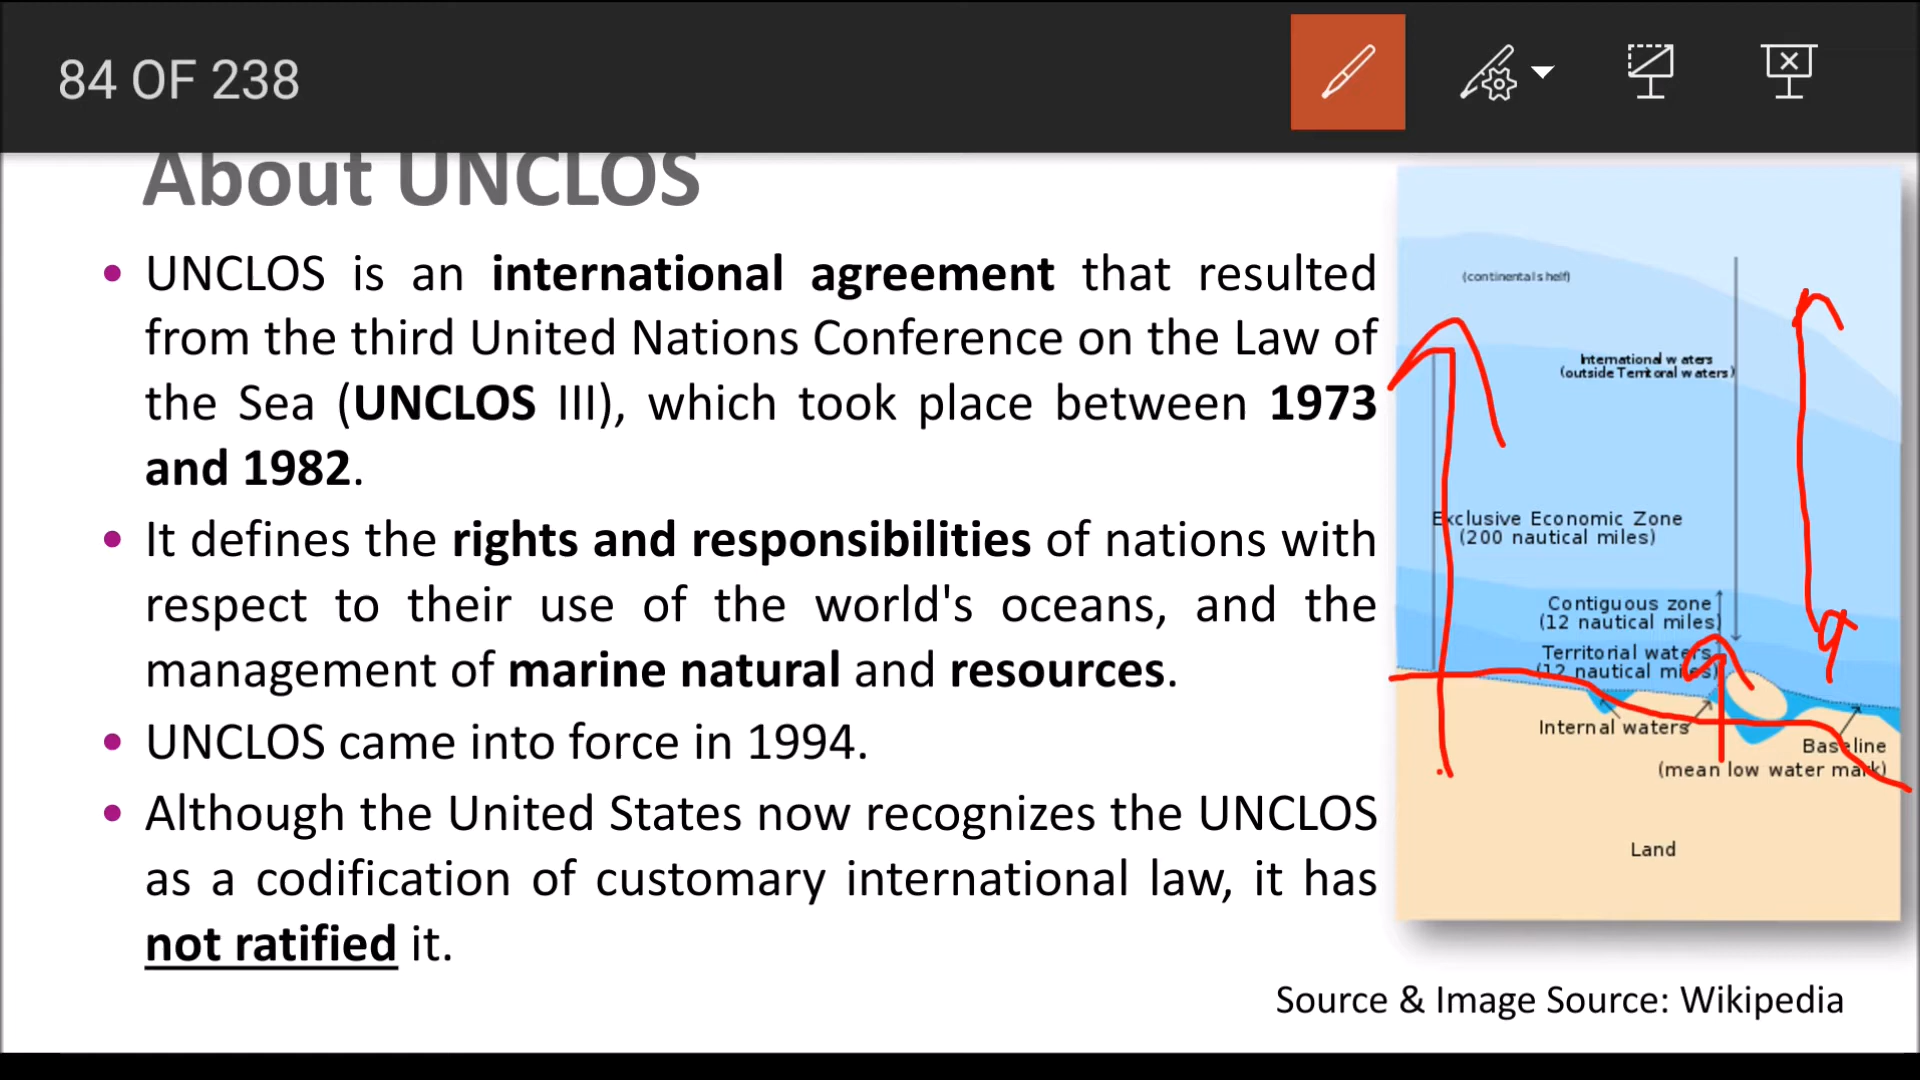 84 OF 238
About UNCLOS
• UNCLOS is an international agreement that resulted
from the third United Nations Conference on the Law of
the Sea (UNCLOS III), which took place between 1973
and 1982.
• It defines the rights and responsibilities of nations with
respect to their use of the world's oceans, and the
management of marine natural and resources.
• UNCLOS came into force in 1994.
• Although the United States now recognizes the UNCLOS
as a codification of customary international law, it has
not ratified it.
(continental shelf)
International waters
(outside Territoral waters)
Exclusive Economic Zone
(200 nautical miles)
Contiguous zone
(12 nautical miles)
Territorial waters
(12 nautical miles)
Internal waters
Baseline
(mean low water mark)
Land
Source & Image Source: Wikipedia